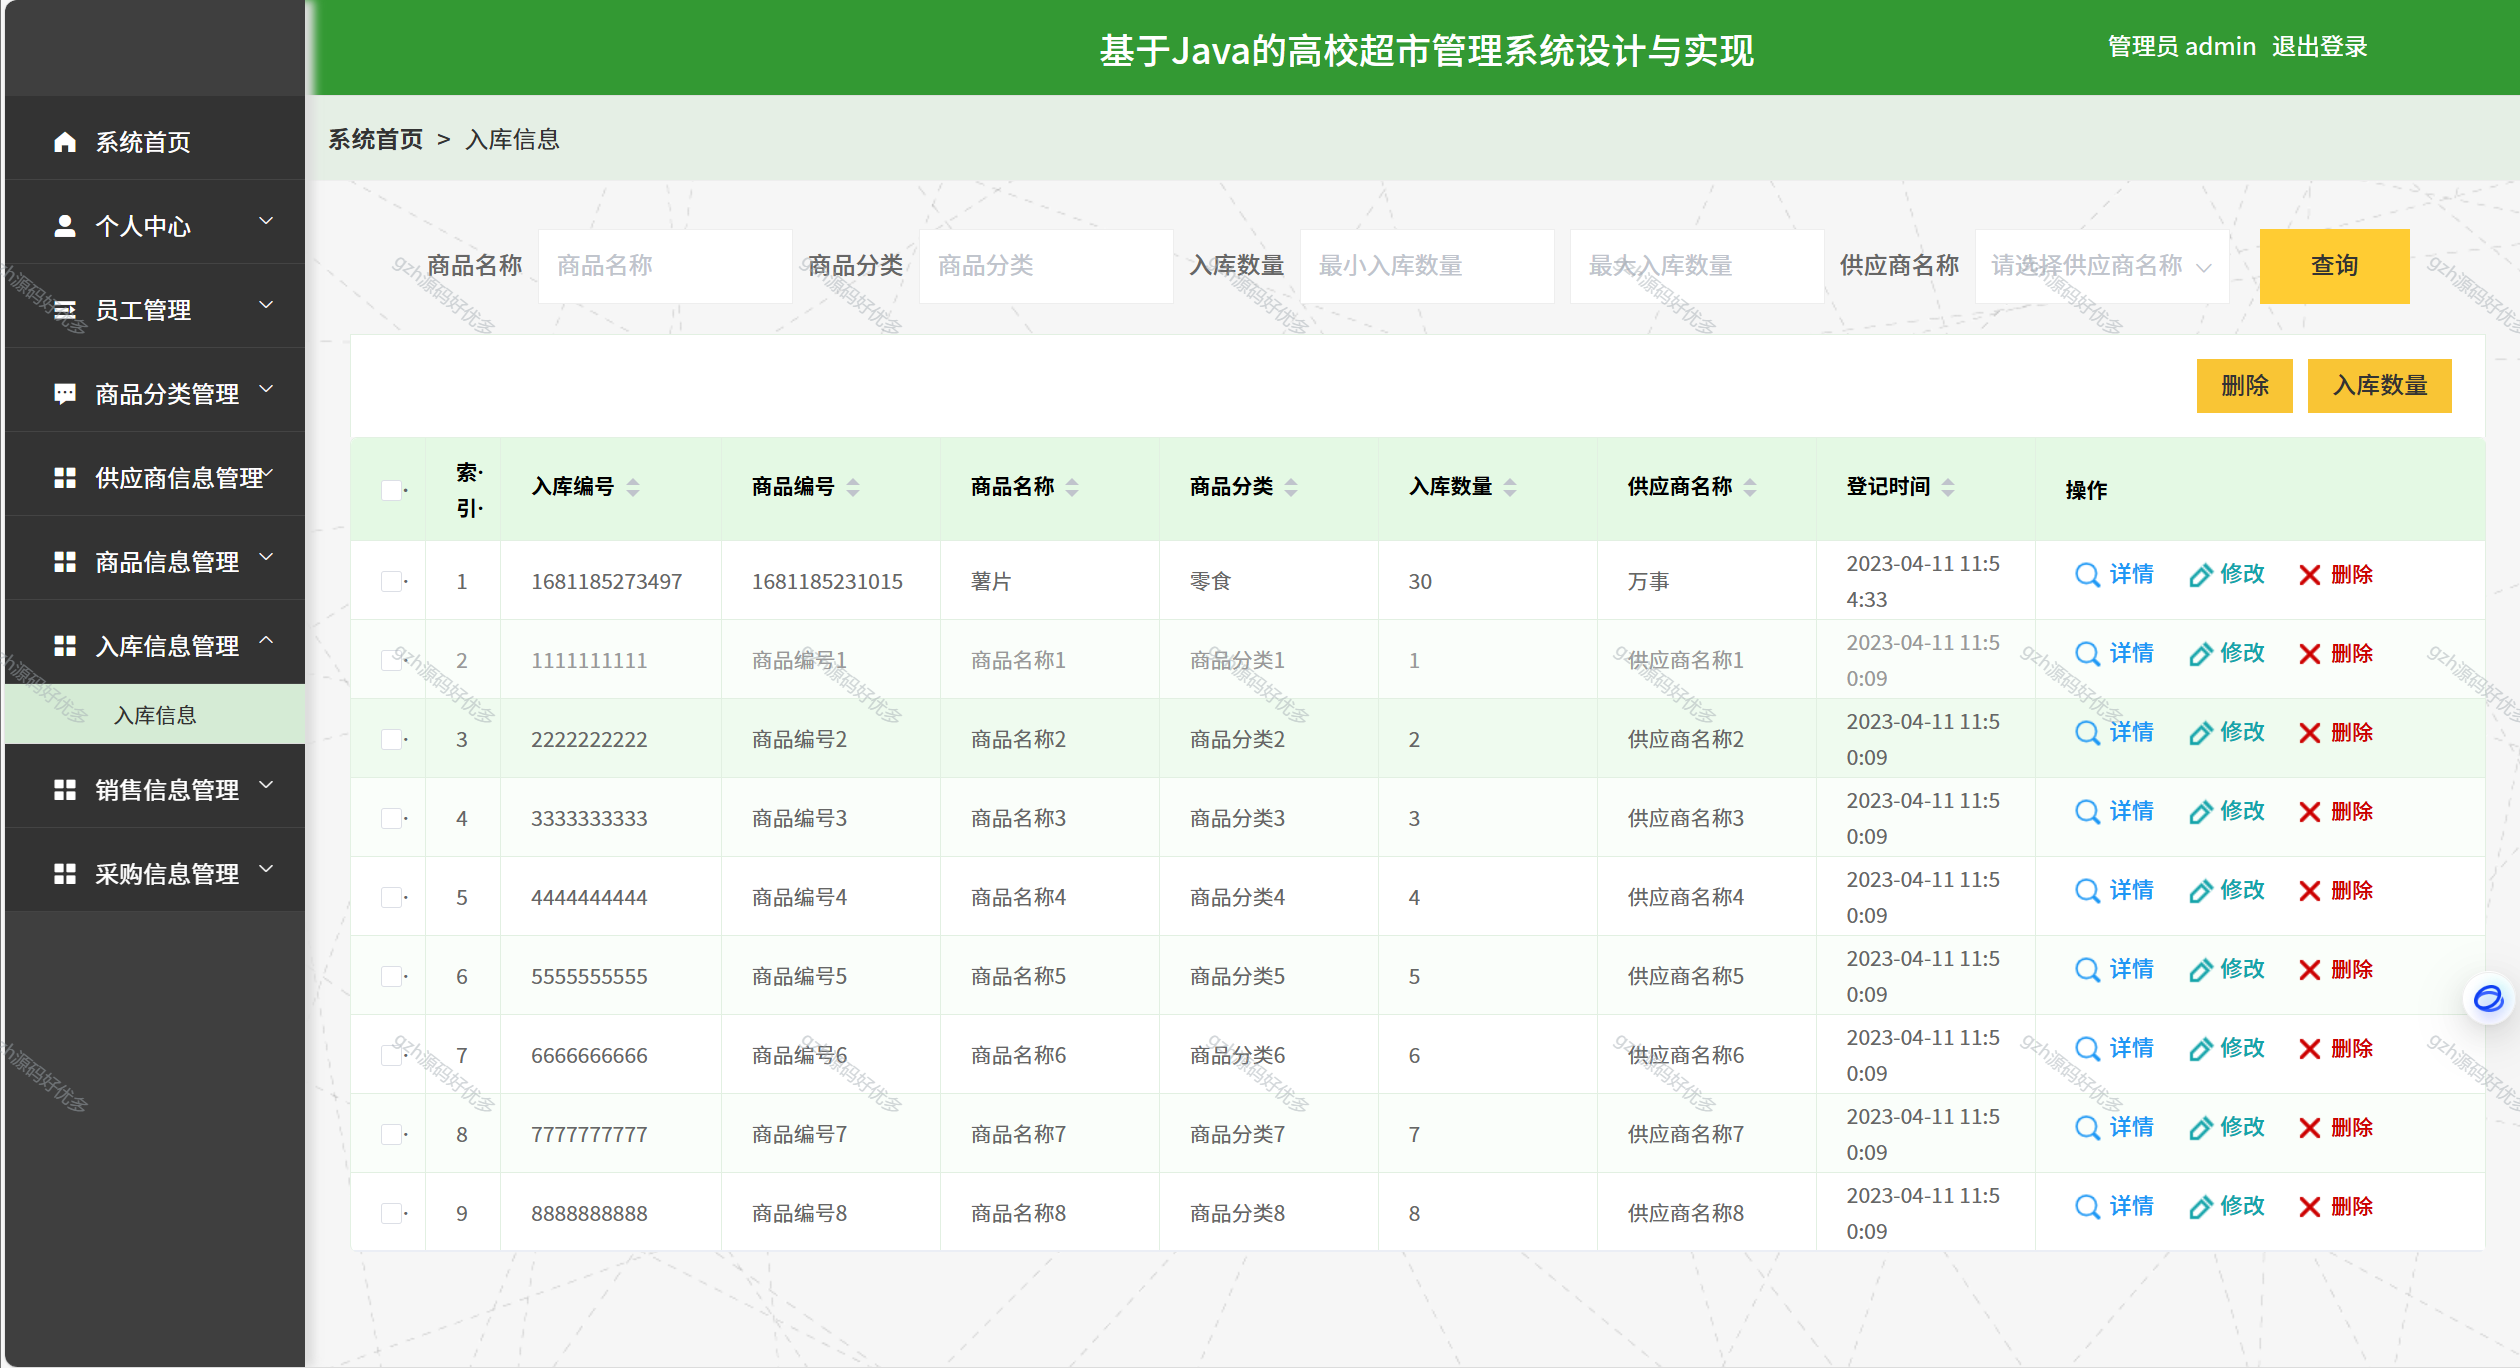 基于Java的高校超市管理系统设计与实现
管理员 admin 退出登录
系统首页
个人中心
员工管理
商品分类管理
供应商信息管理
商品信息管理
入库信息管理
入库信息
销售信息管理
采购信息管理
系统首页 > 入库信息
商品名称 商品名称 商品分类 商品分类 入库数量 最小入库数量 最大入库数量 供应商名称 请选择供应商名称 查询
删除 入库数量
索引 入库编号 商品编号 商品名称 商品分类 入库数量 供应商名称 登记时间 操作
1 1681185273497 1681185231015 薯片 零食 30 万事 2023-04-11 11:54:33 详情 修改 删除
2 1111111111 商品编号1 商品名称1 商品分类1 1 供应商名称1 2023-04-11 11:50:09 详情 修改 删除
3 2222222222 商品编号2 商品名称2 商品分类2 2 供应商名称2 2023-04-11 11:50:09 详情 修改 删除
4 3333333333 商品编号3 商品名称3 商品分类3 3 供应商名称3 2023-04-11 11:50:09 详情 修改 删除
5 4444444444 商品编号4 商品名称4 商品分类4 4 供应商名称4 2023-04-11 11:50:09 详情 修改 删除
6 5555555555 商品编号5 商品名称5 商品分类5 5 供应商名称5 2023-04-11 11:50:09 详情 修改 删除
7 6666666666 商品编号6 商品名称6 商品分类6 6 供应商名称6 2023-04-11 11:50:09 详情 修改 删除
8 7777777777 商品编号7 商品名称7 商品分类7 7 供应商名称7 2023-04-11 11:50:09 详情 修改 删除
9 8888888888 商品编号8 商品名称8 商品分类8 8 供应商名称8 2023-04-11 11:50:09 详情 修改 删除
gzh源码好优多